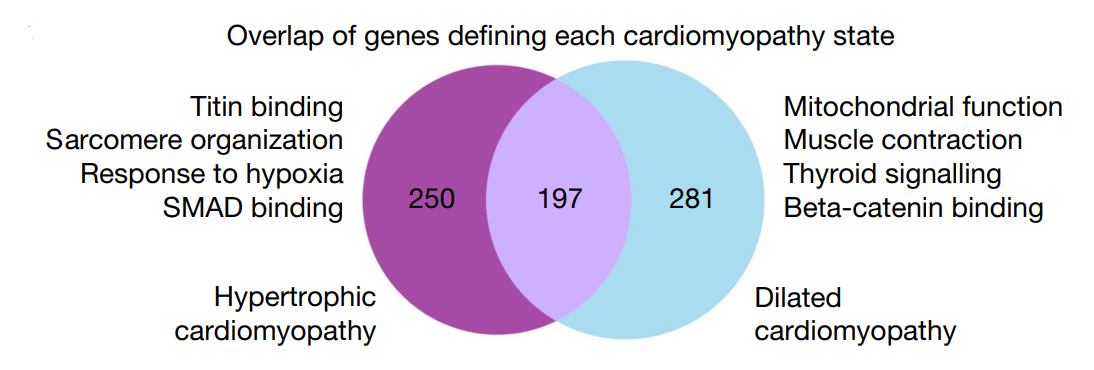 Overlap of genes defining each cardiomyopathy state
Titin binding
Sarcomere organization
Response to hypoxia
SMAD binding
250
197
281
Mitochondrial function
Muscle contraction
Thyroid signalling
Beta-catenin binding
Hypertrophic
cardiomyopathy
Dilated
cardiomyopathy